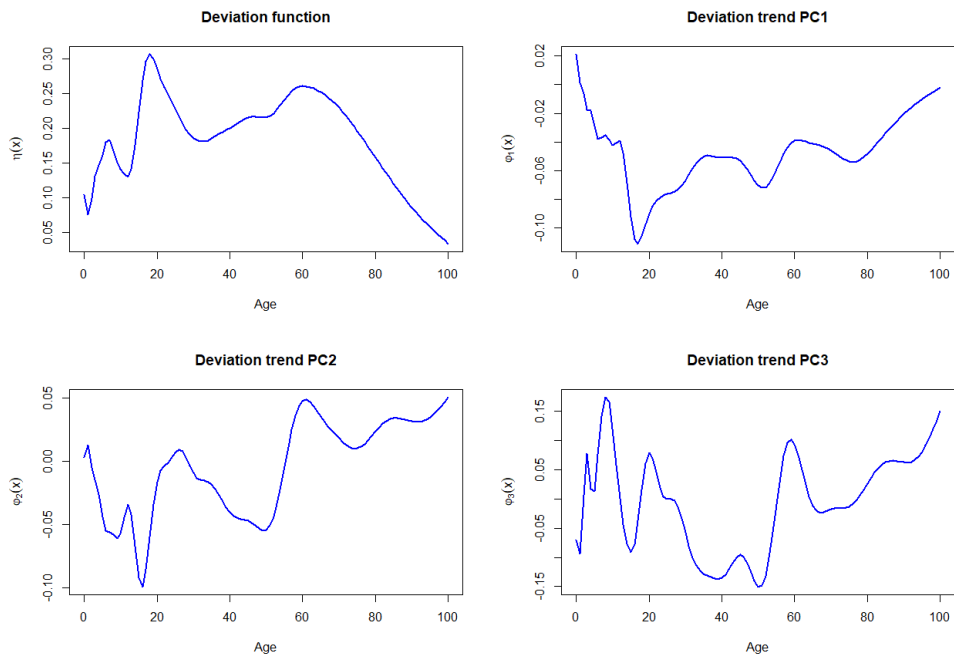 Deviation function
η(x)
0.05 0.10 0.15 0.20 0.25 0.30
0 20 40 60 80 100
Age
Deviation trend PC1
φ₁(x)
-0.10 -0.06 -0.02 0.02
0 20 40 60 80 100
Age
Deviation trend PC2
φ₂(x)
-0.10 -0.05 0.00 0.05
0 20 40 60 80 100
Age
Deviation trend PC3
φ₃(x)
-0.15 -0.05 0.05 0.15
0 20 40 60 80 100
Age